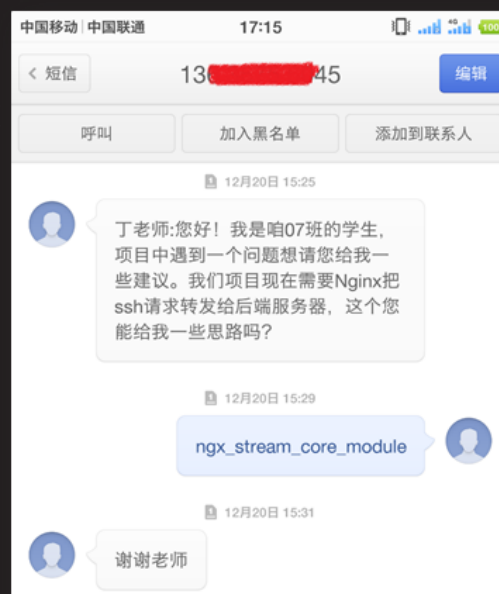 中国移动 中国联通 17:15 4G 100
短信 130 45 编辑
呼叫 加入黑名单 添加到联系人
12月20日 15:25
丁老师:您好！我是咱07班的学生，
项目中遇到一个问题想请您给我一
些建议。我们项目现在需要Nginx把
ssh请求转发给后端服务器，这个您
能给我一些思路吗?
12月20日 15:29
ngx_stream_core_module
12月20日 15:31
谢谢老师